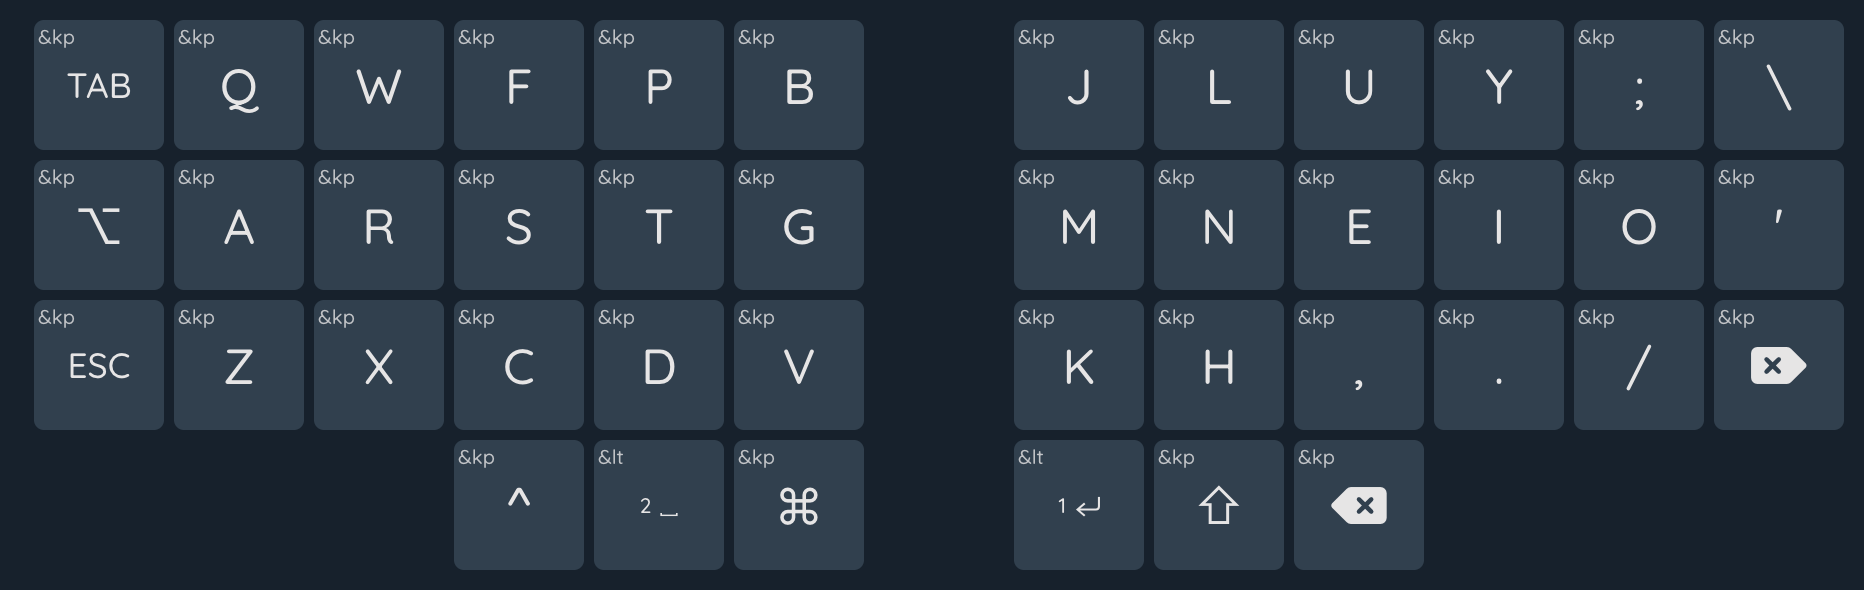 &kp &kp &kp &kp &kp &kp &kp &kp &kp &kp &kp &kp
TAB Q W F P B J L U Y ; \
&kp &kp &kp &kp &kp &kp &kp &kp &kp &kp &kp &kp
⌥ A R S T G M N E I O '
&kp &kp &kp &kp &kp &kp &kp &kp &kp &kp &kp &kp
ESC Z X C D V K H , . / ⌦
&kp &lt &kp &lt &kp &kp
^ 2 ⎵ ⌘ 1 ↵ ⇧ ⌫